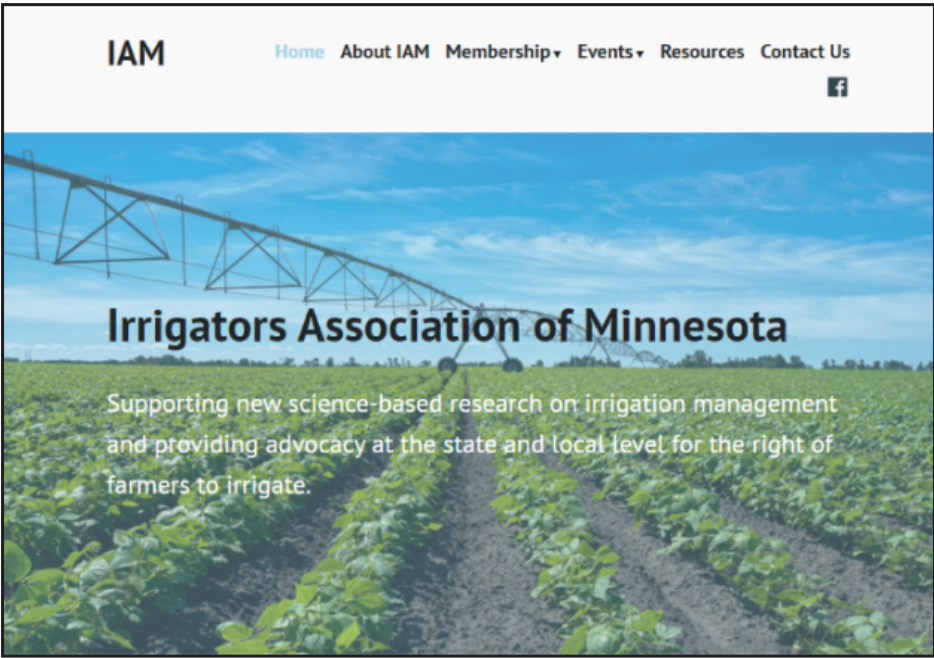 IAM
Home About IAM Membership▾ Events▾ Resources Contact Us
f
Irrigators Association of Minnesota
Supporting new science-based research on irrigation management
and providing advocacy at the state and local level for the right of
farmers to irrigate.